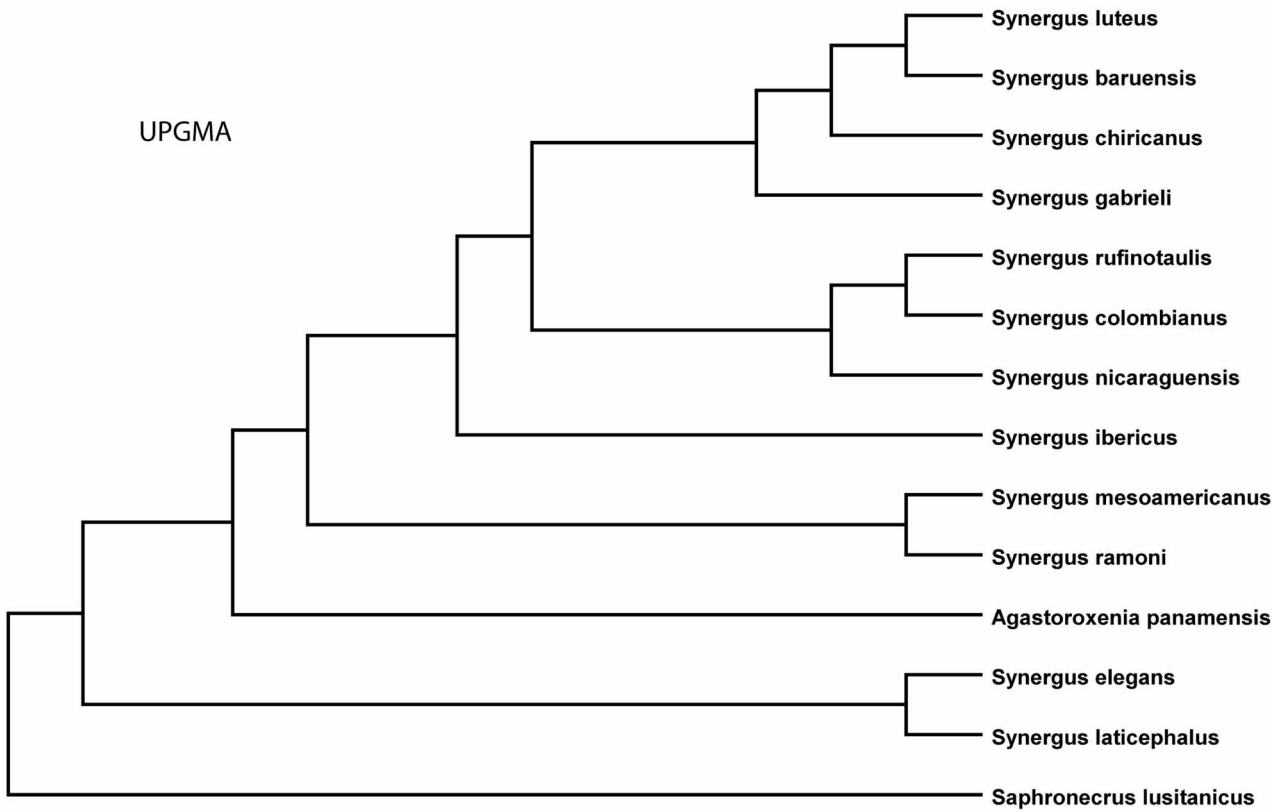 Synergus luteus
Synergus baruensis
UPGMA
Synergus chiricanus
Synergus gabrieli
Synergus rufinotaulis
Synergus colombianus
Synergus nicaraguensis
Synergus ibericus
Synergus mesoamericanus
Synergus ramoni
Agastoroxenia panamensis
Synergus elegans
Synergus laticephalus
Saphronecrus lusitanicus